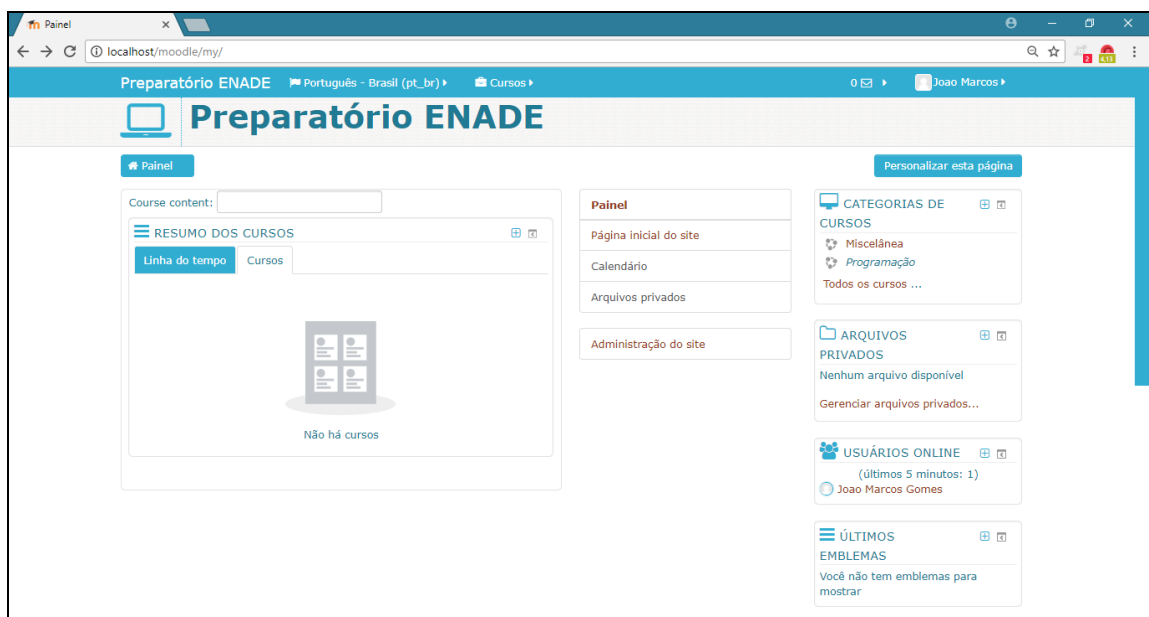 Painel
localhost/moodle/my/
2
4,13
Preparatório ENADE Português - Brasil (pt_br) Cursos 0 Joao Marcos
Preparatório ENADE
Painel
Personalizar esta página
Course content:
RESUMO DOS CURSOS
Linha do tempo Cursos
Não há cursos
Painel
Página inicial do site
Calendário
Arquivos privados
Administração do site
CATEGORIAS DE
CURSOS
Miscelânea
Programação
Todos os cursos ...
ARQUIVOS
PRIVADOS
Nenhum arquivo disponível
Gerenciar arquivos privados...
USUÁRIOS ONLINE
(últimos 5 minutos: 1)
Joao Marcos Gomes
ÚLTIMOS
EMBLEMAS
Você não tem emblemas para
mostrar